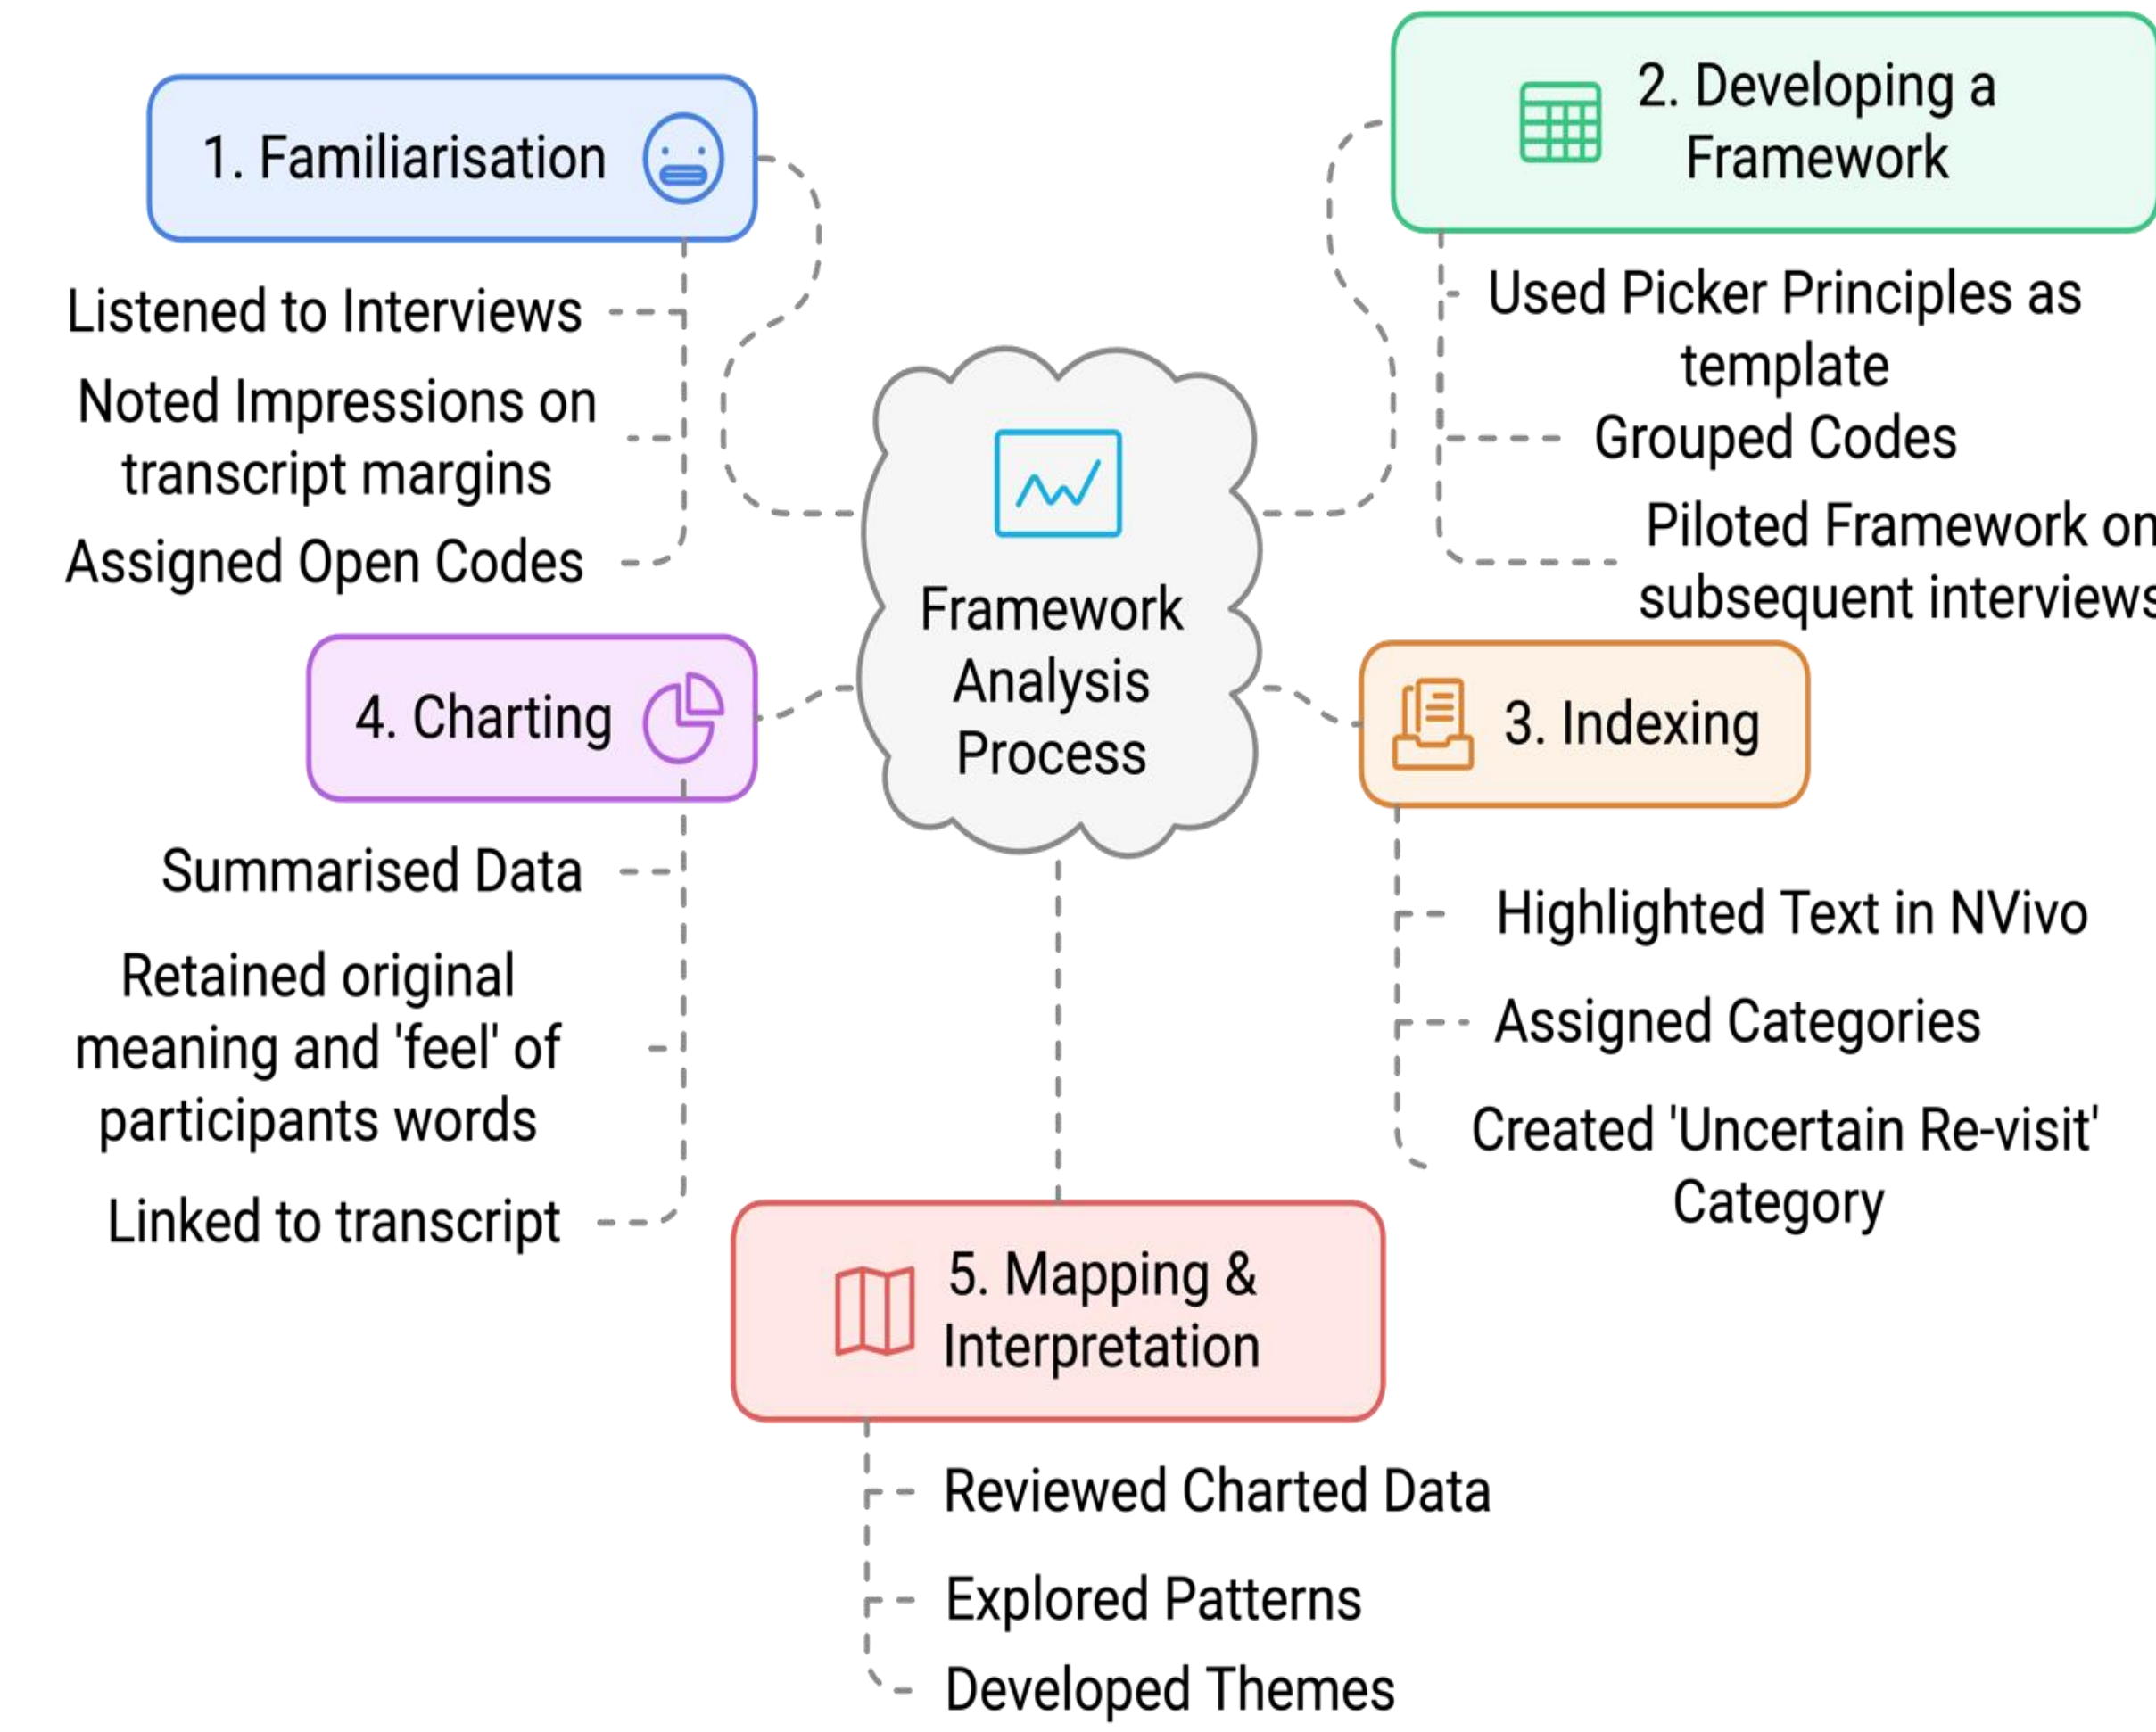 1. Familiarisation
Listened to Interviews
Noted Impressions on
transcript margins
Assigned Open Codes
2. Developing a
Framework
Used Picker Principles as
template
Grouped Codes
Piloted Framework on
subsequent interviews
Framework
Analysis
Process
3. Indexing
Highlighted Text in NVivo
Assigned Categories
Created 'Uncertain Re-visit'
Category
4. Charting
Summarised Data
Retained original
meaning and 'feel' of
participants words
Linked to transcript
5. Mapping &
Interpretation
Reviewed Charted Data
Explored Patterns
Developed Themes